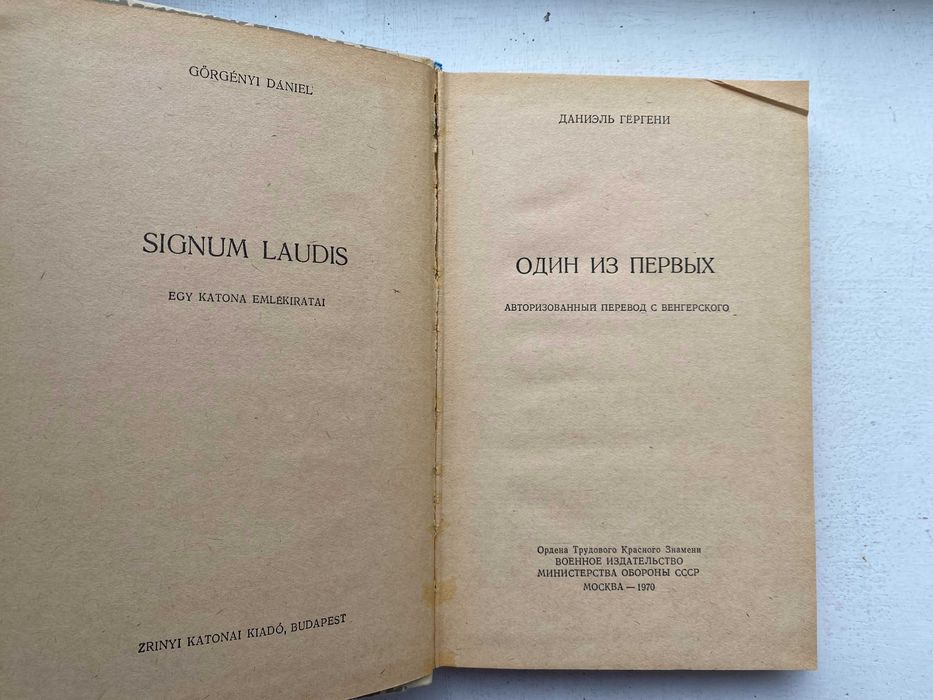 GÖRGÉNYI DÁNIEL
SIGNUM LAUDIS
EGY KATONA EMLÉKIRATAI
ZRINYI KATONAI KIADÓ, BUDAPEST
ДАНИЭЛЬ ГЁРГЕНИ
ОДИН ИЗ ПЕРВЫХ
АВТОРИЗОВАННЫЙ ПЕРЕВОД С ВЕНГЕРСКОГО
Ордена Трудового Красного Знамени
ВОЕННОЕ ИЗДАТЕЛЬСТВО
МИНИСТЕРСТВА ОБОРОНЫ СССР
МОСКВА — 1970